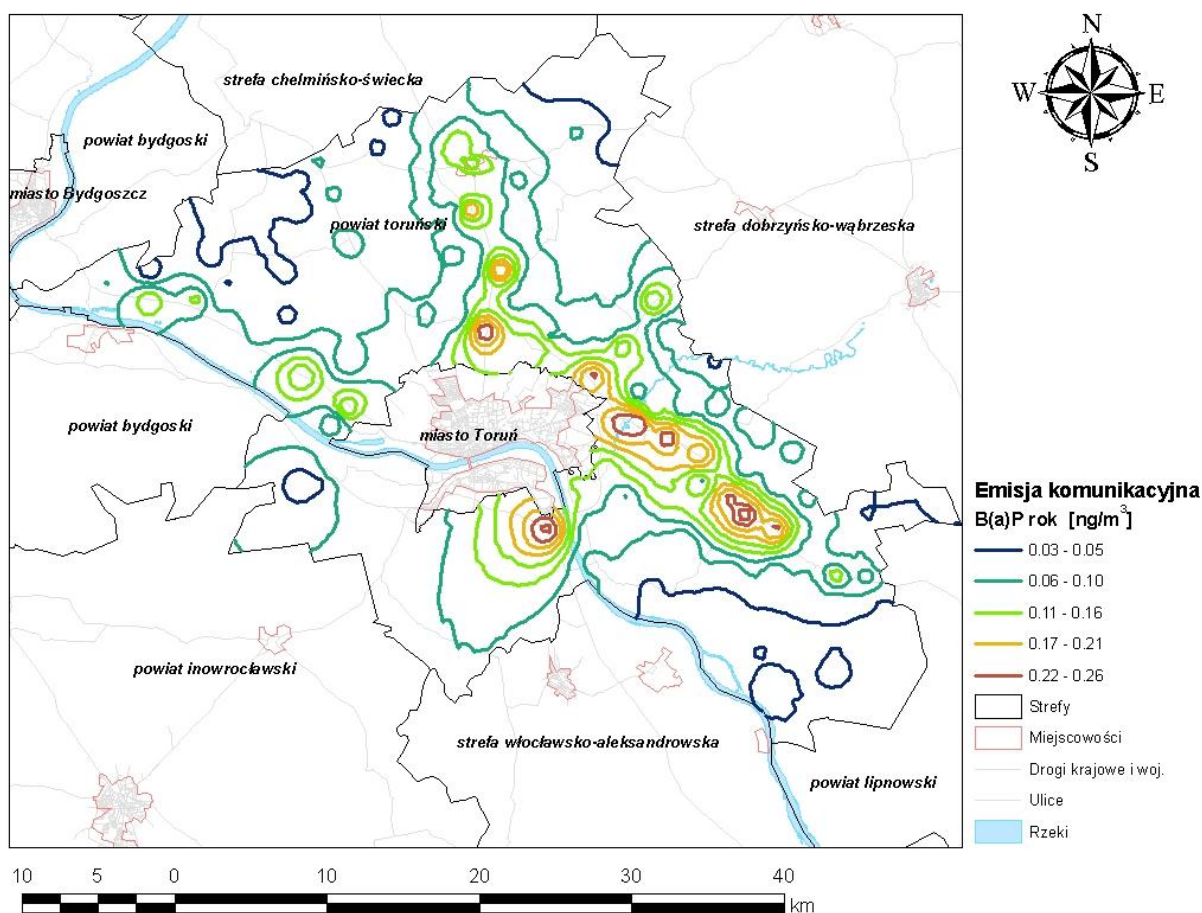 N
W
E
S
strefa chelmińsko-świecka
powiat bydgoski
miasto Bydgoszcz
powiat toruński
strefa dobrzyńsko-wąbrzeska
powiat bydgoski
miasto Toruń
powiat inowrocławski
strefa włocławsko-aleksandrowska
powiat lipnowski
Emisja komunikacyjna
B(a)P rok [ng/m³]
0.03 - 0.05
0.06 - 0.10
0.11 - 0.16
0.17 - 0.21
0.22 - 0.26
Strefy
Miejscowości
Drogi krajowe i woj.
Ulice
Rzeki
10 5 0 10 20 30 40
km